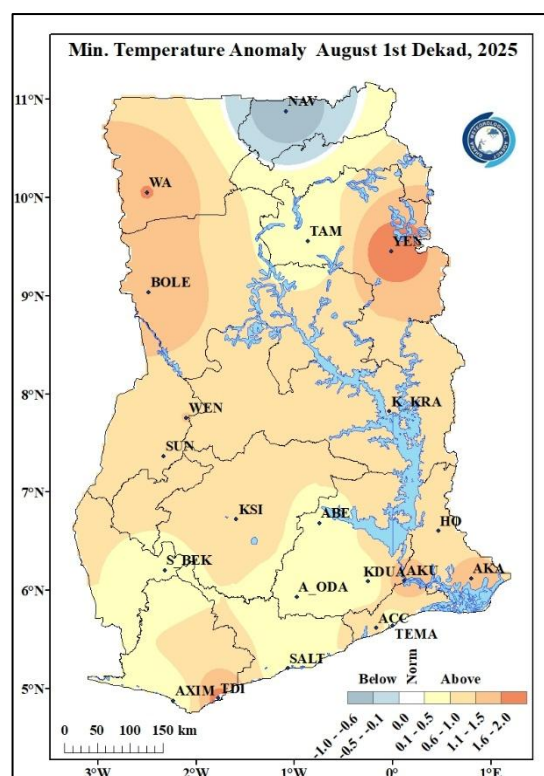 Min. Temperature Anomaly August 1st Dekad, 2025
11°N
NAV
10°N
WA
TAM
YEN
9°N
BOLE
8°N
WEN
K_KRA
SUN
7°N
KSI
ABE
HO
S_BEK
6°N
A_ODA
KDUA
AKU
AKA
ACC
TEMA
SALT
5°N
AXIM
TDI
Below Norm Above
-1.0 - -0.6
-0.5 - -0.1
0.0
0.1 - 0.5
0.6 - 1.0
1.1 - 1.5
1.6 - 2.0
0 50 100 150 km
3°W 2°W 1°W 0° 1°E